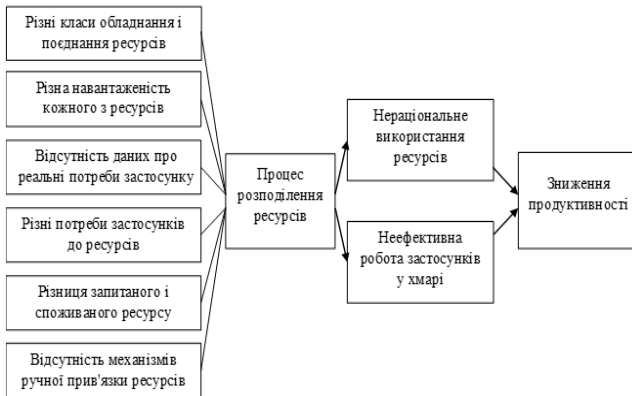 Різні класи обладнання і
поєднання ресурсів
Різна навантаженість
кожного з ресурсів
Відсутність даних про
реальні потреби застосунку
Різні потреби застосунків
до ресурсів
Різниця запитаного і
споживаного ресурсу
Відсутність механізмів
ручної прив'язки ресурсів
Процес
розподілення
ресурсів
Нераціональне
використання
ресурсів
Неефективна
робота застосунків
у хмарі
Зниження
продуктивності